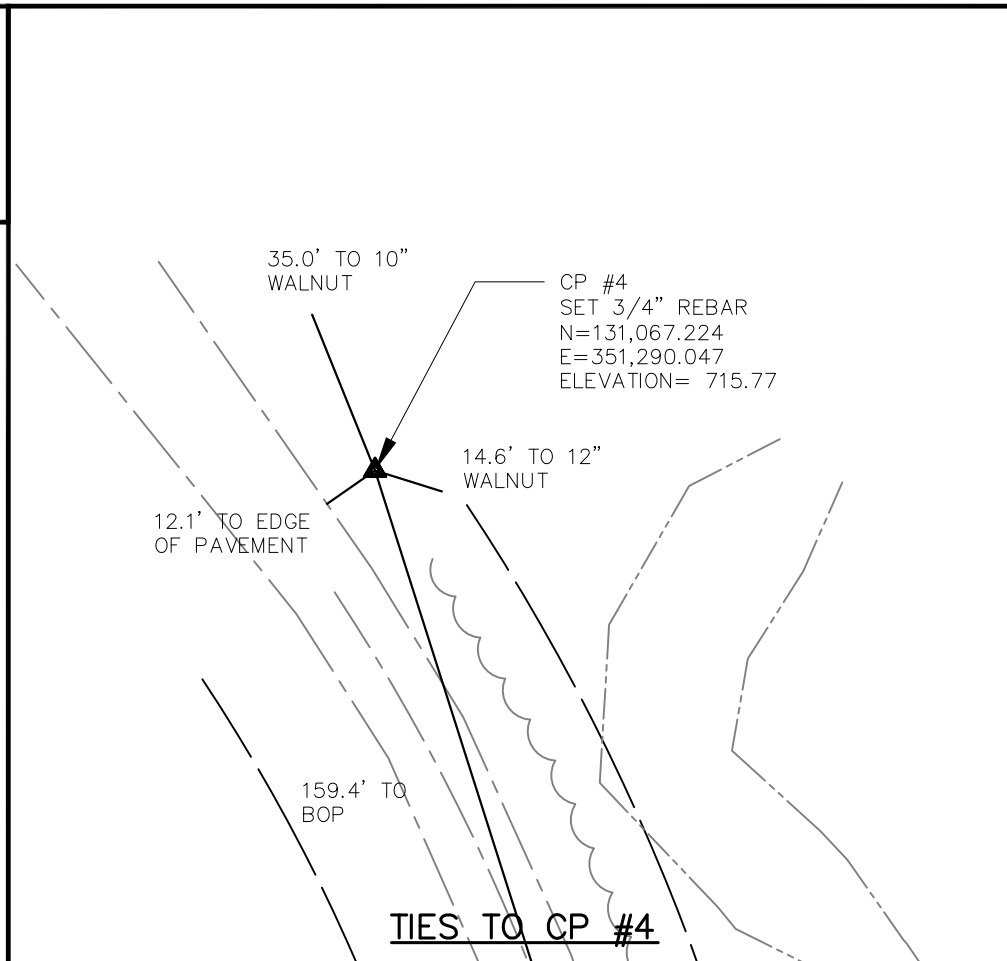 35.0’ TO 10”
WALNUT
CP #4
SET 3/4” REBAR
N=131,067.224
E=351,290.047
ELEVATION= 715.77
14.6’ TO 12”
WALNUT
12.1’ TO EDGE
OF PAVEMENT
159.4’ TO
BOP
TIES TO CP #4